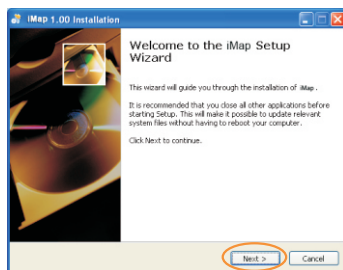 iMap 1.00 Installation
Welcome to the iMap Setup
Wizard
This wizard will guide you through the installation of iMap .
It is recommended that you close all other applications before
starting Setup. This will make it possible to update relevant
system files without having to reboot your computer.
Click Next to continue.
Next >
Cancel